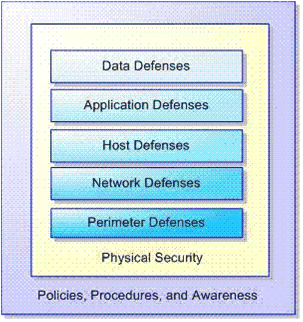 Data Defenses
Application Defenses
Host Defenses
Network Defenses
Perimeter Defenses
Physical Security
Policies, Procedures, and Awareness